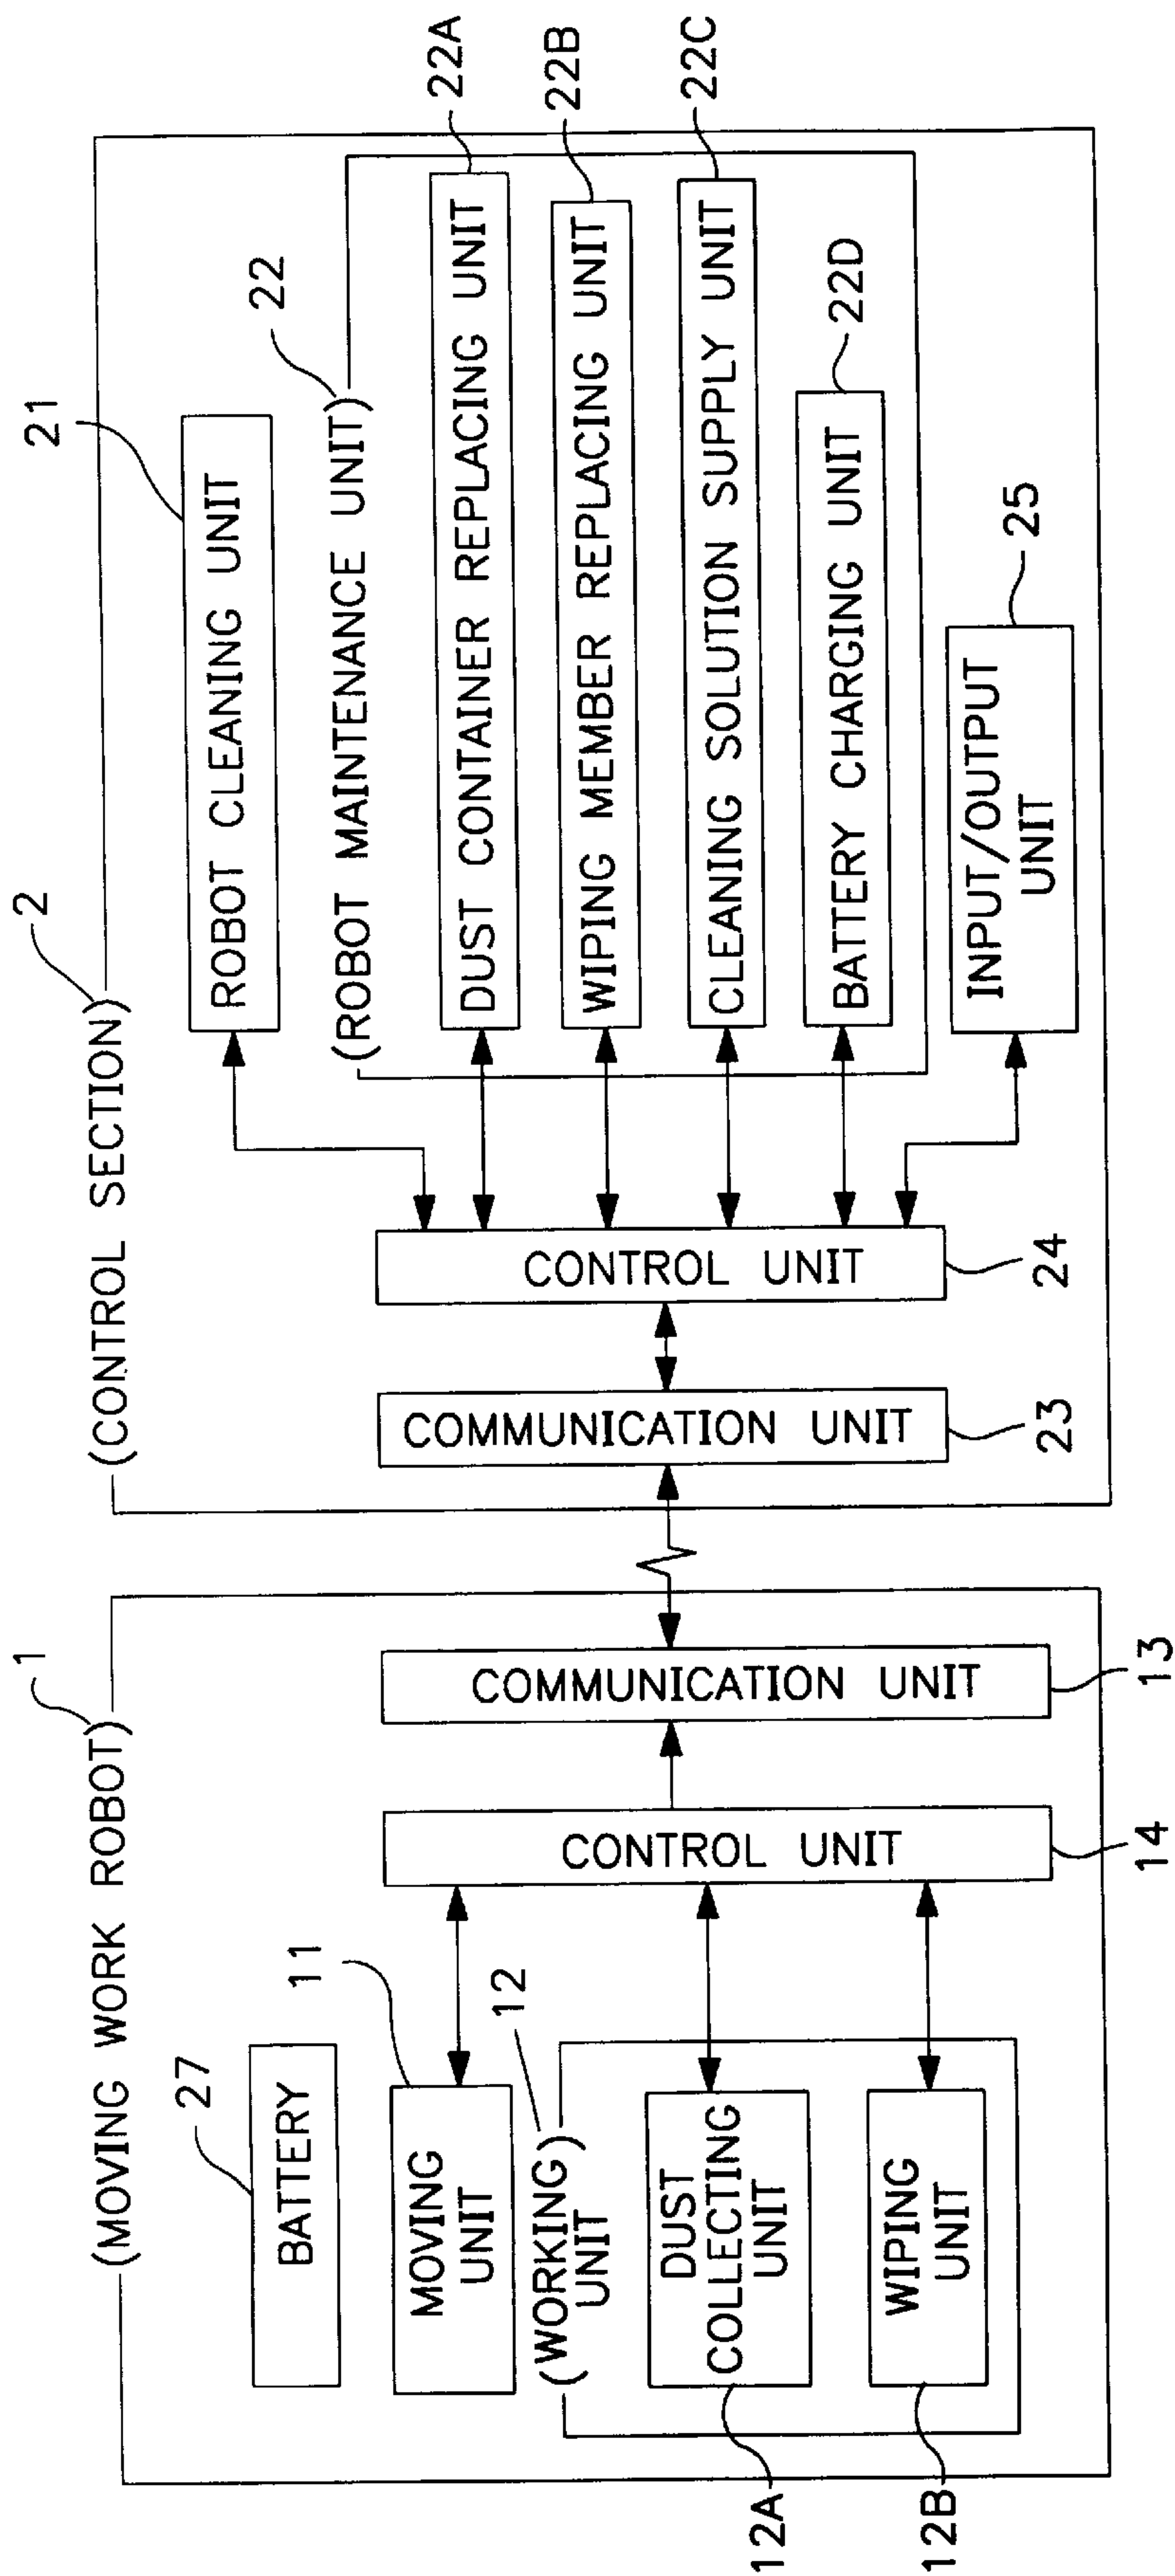 (MOVING WORK ROBOT)
1
27
BATTERY
11
MOVING
UNIT
12
(WORKING)
UNIT
DUST
COLLECTING
UNIT
12A
WIPING
UNIT
12B
CONTROL UNIT
14
COMMUNICATION UNIT
13
(CONTROL SECTION)
2
COMMUNICATION UNIT
23
CONTROL UNIT
24
21
ROBOT CLEANING UNIT
22
(ROBOT MAINTENANCE UNIT)
DUST CONTAINER REPLACING UNIT
22A
WIPING MEMBER REPLACING UNIT
22B
CLEANING SOLUTION SUPPLY UNIT
22C
BATTERY CHARGING UNIT
22D
INPUT/OUTPUT
UNIT
25